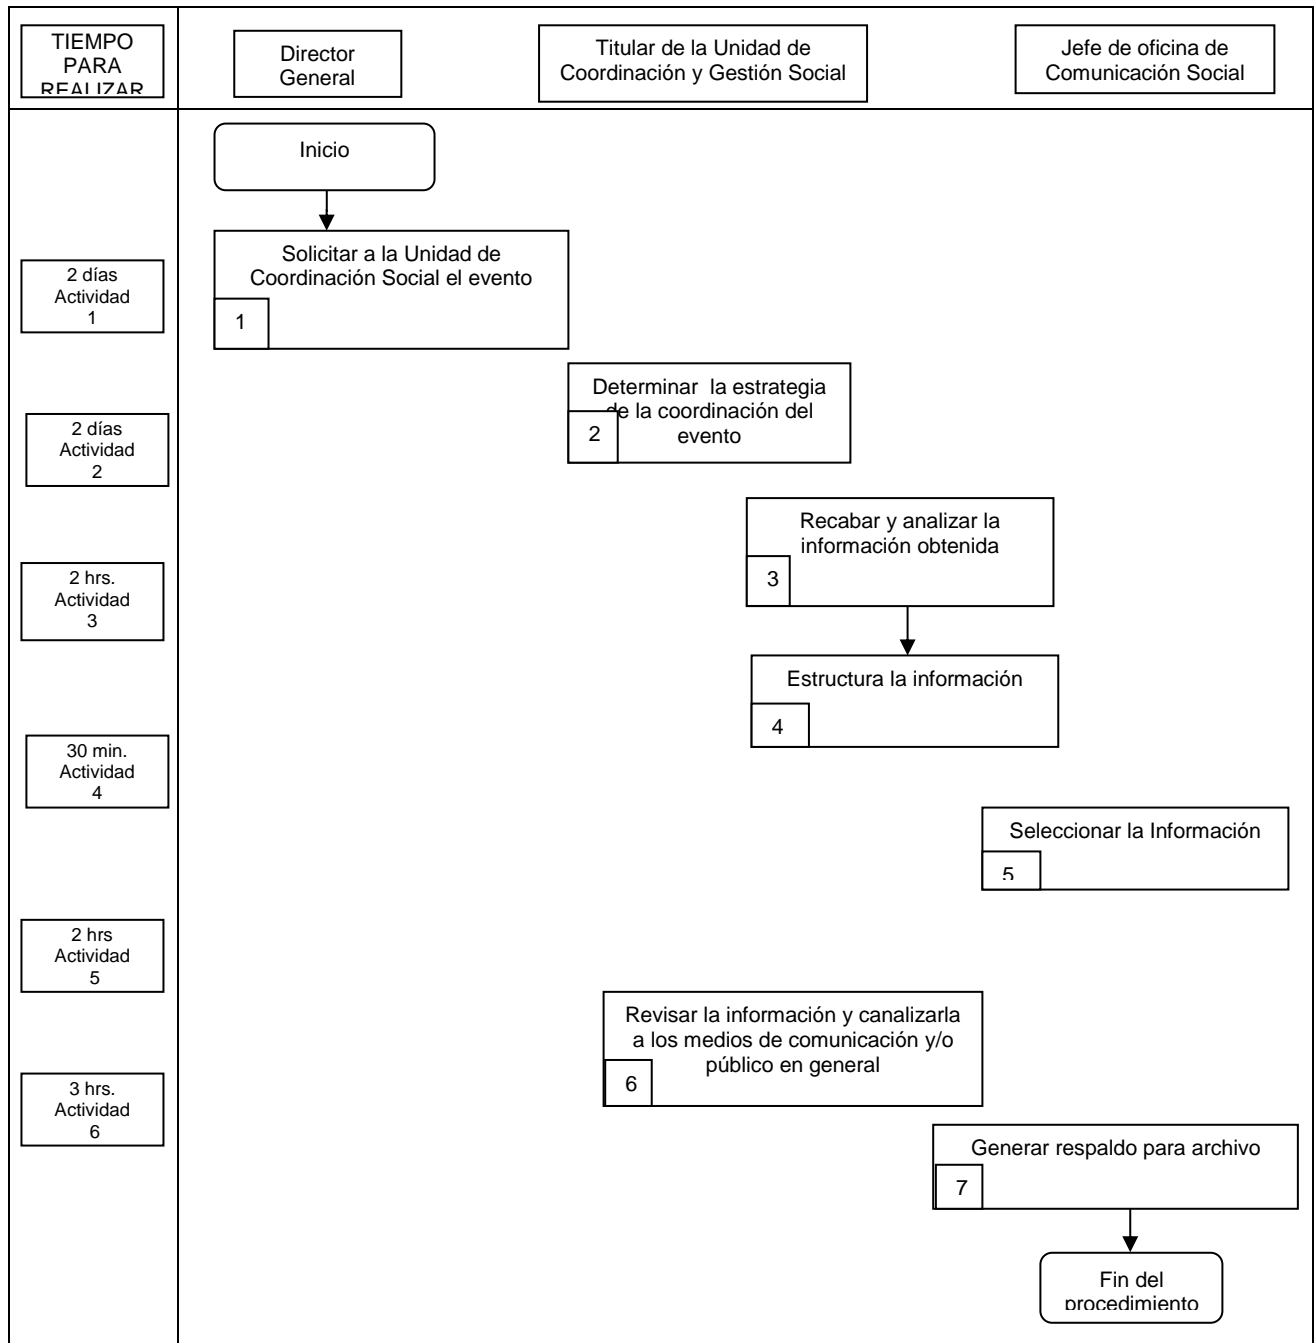 TIEMPO
PARA
REALIZAR
Director
General
Titular de la Unidad de
Coordinación y Gestión Social
Jefe de oficina de
Comunicación Social
Inicio
Solicitar a la Unidad de
Coordinación Social el evento
1
2 días
Actividad
1
Determinar la estrategia
de la coordinación del
evento
2
2 días
Actividad
2
Recabar y analizar la
información obtenida
3
2 hrs.
Actividad
3
Estructura la información
4
30 min.
Actividad
4
Seleccionar la Información
5
2 hrs
Actividad
5
Revisar la información y canalizarla
a los medios de comunicación y/o
público en general
6
3 hrs.
Actividad
6
Generar respaldo para archivo
7
Fin del
procedimiento